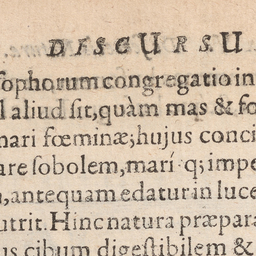 DISCURSU
sophorum congregatio in
l aliud sit, quàm mas & fo
mari fœminæ; hujus conci
are sobolem, mari q; impe
, antequam edatur in luce
utrit. Hinc natura præpara
us cibum digestibilem &